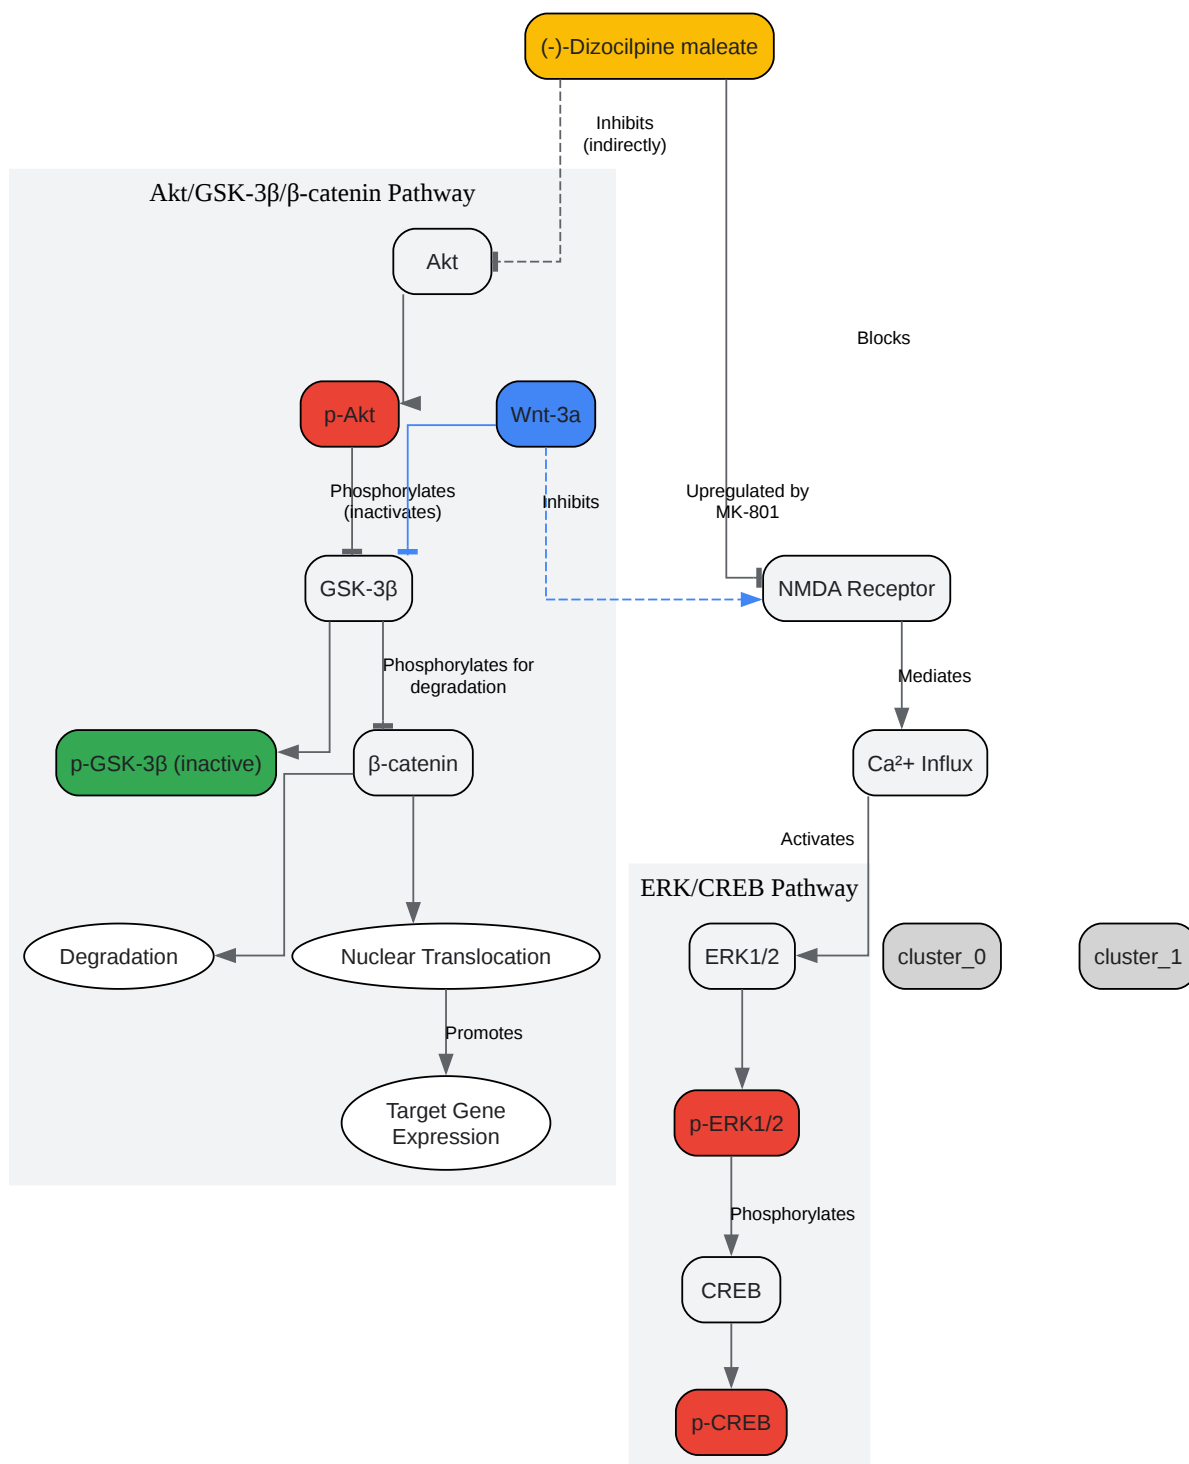 (-)-Dizocilpine maleate
Inhibits
(indirectly)
Akt/GSK-3β/β-catenin Pathway
Akt
Blocks
p-Akt
Wnt-3a
Phosphorylates
(inactivates)
Inhibits
Upregulated by
MK-801
GSK-3β
NMDA Receptor
Phosphorylates for
degradation
Mediates
p-GSK-3β (inactive)
β-catenin
Ca²+ Influx
Activates
ERK/CREB Pathway
Degradation
Nuclear Translocation
ERK1/2
cluster_0
cluster_1
Promotes
Target Gene
Expression
p-ERK1/2
Phosphorylates
CREB
p-CREB